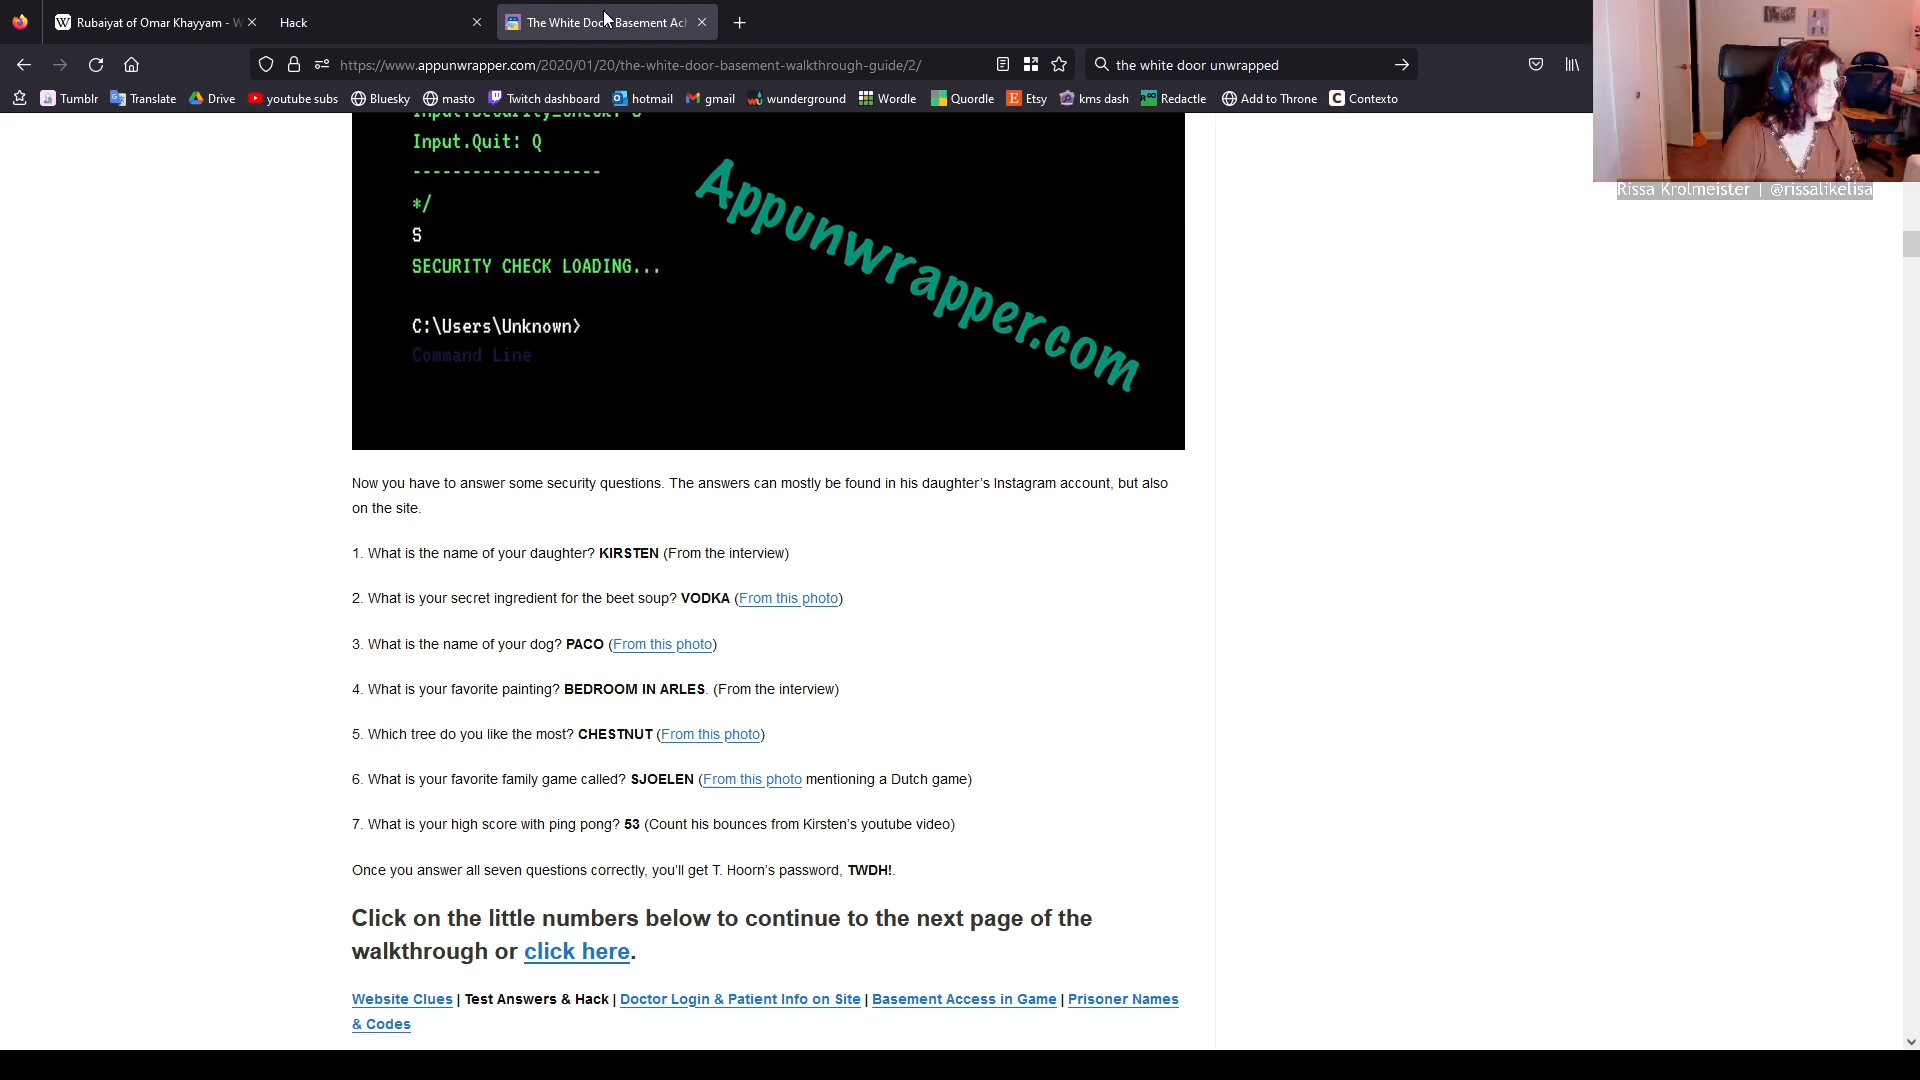 Rubaiyat of Omar Khayyam - W
Hack
The White Door Basement Ac
https://www.appunwrapper.com/2020/01/20/the-white-door-basement-walkthrough-guide/2/
the white door unwrapped
Tumblr Translate Drive youtube subs Bluesky masto Twitch dashboard hotmail gmail wunderground Wordle Quordle Etsy kms dash Redactle Add to Throne Contexto
Rissa Krolmeister | @rissalikelisa
Input.Security_Check: S
Input.Quit: Q
-------------------
*/
S
SECURITY CHECK LOADING...
C:\Users\Unknown>
Command Line
Appunwrapper.com
Now you have to answer some security questions. The answers can mostly be found in his daughter's Instagram account, but also
on the site.
1. What is the name of your daughter? KIRSTEN (From the interview)
2. What is your secret ingredient for the beet soup? VODKA (From this photo)
3. What is the name of your dog? PACO (From this photo)
4. What is your favorite painting? BEDROOM IN ARLES. (From the interview)
5. Which tree do you like the most? CHESTNUT (From this photo)
6. What is your favorite family game called? SJOELEN (From this photo mentioning a Dutch game)
7. What is your high score with ping pong? 53 (Count his bounces from Kirsten's youtube video)
Once you answer all seven questions correctly, you'll get T. Hoorn's password, TWDH!.
Click on the little numbers below to continue to the next page of the
walkthrough or click here.
Website Clues | Test Answers & Hack | Doctor Login & Patient Info on Site | Basement Access in Game | Prisoner Names
& Codes